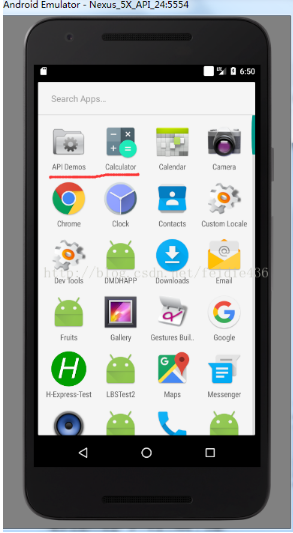 Android Emulator - Nexus_5X_API_24:5554
6:50
Search Apps...
API Demos Calculator Calendar Camera
Chrome Clock Contacts Custom Locale
http://blog.csdn.net/feidie436
Dev Tools DMDHAPP Downloads Email
Fruits Gallery Gestures Buil.. Google
H-Express-Test LBSTest2 Maps Messenger